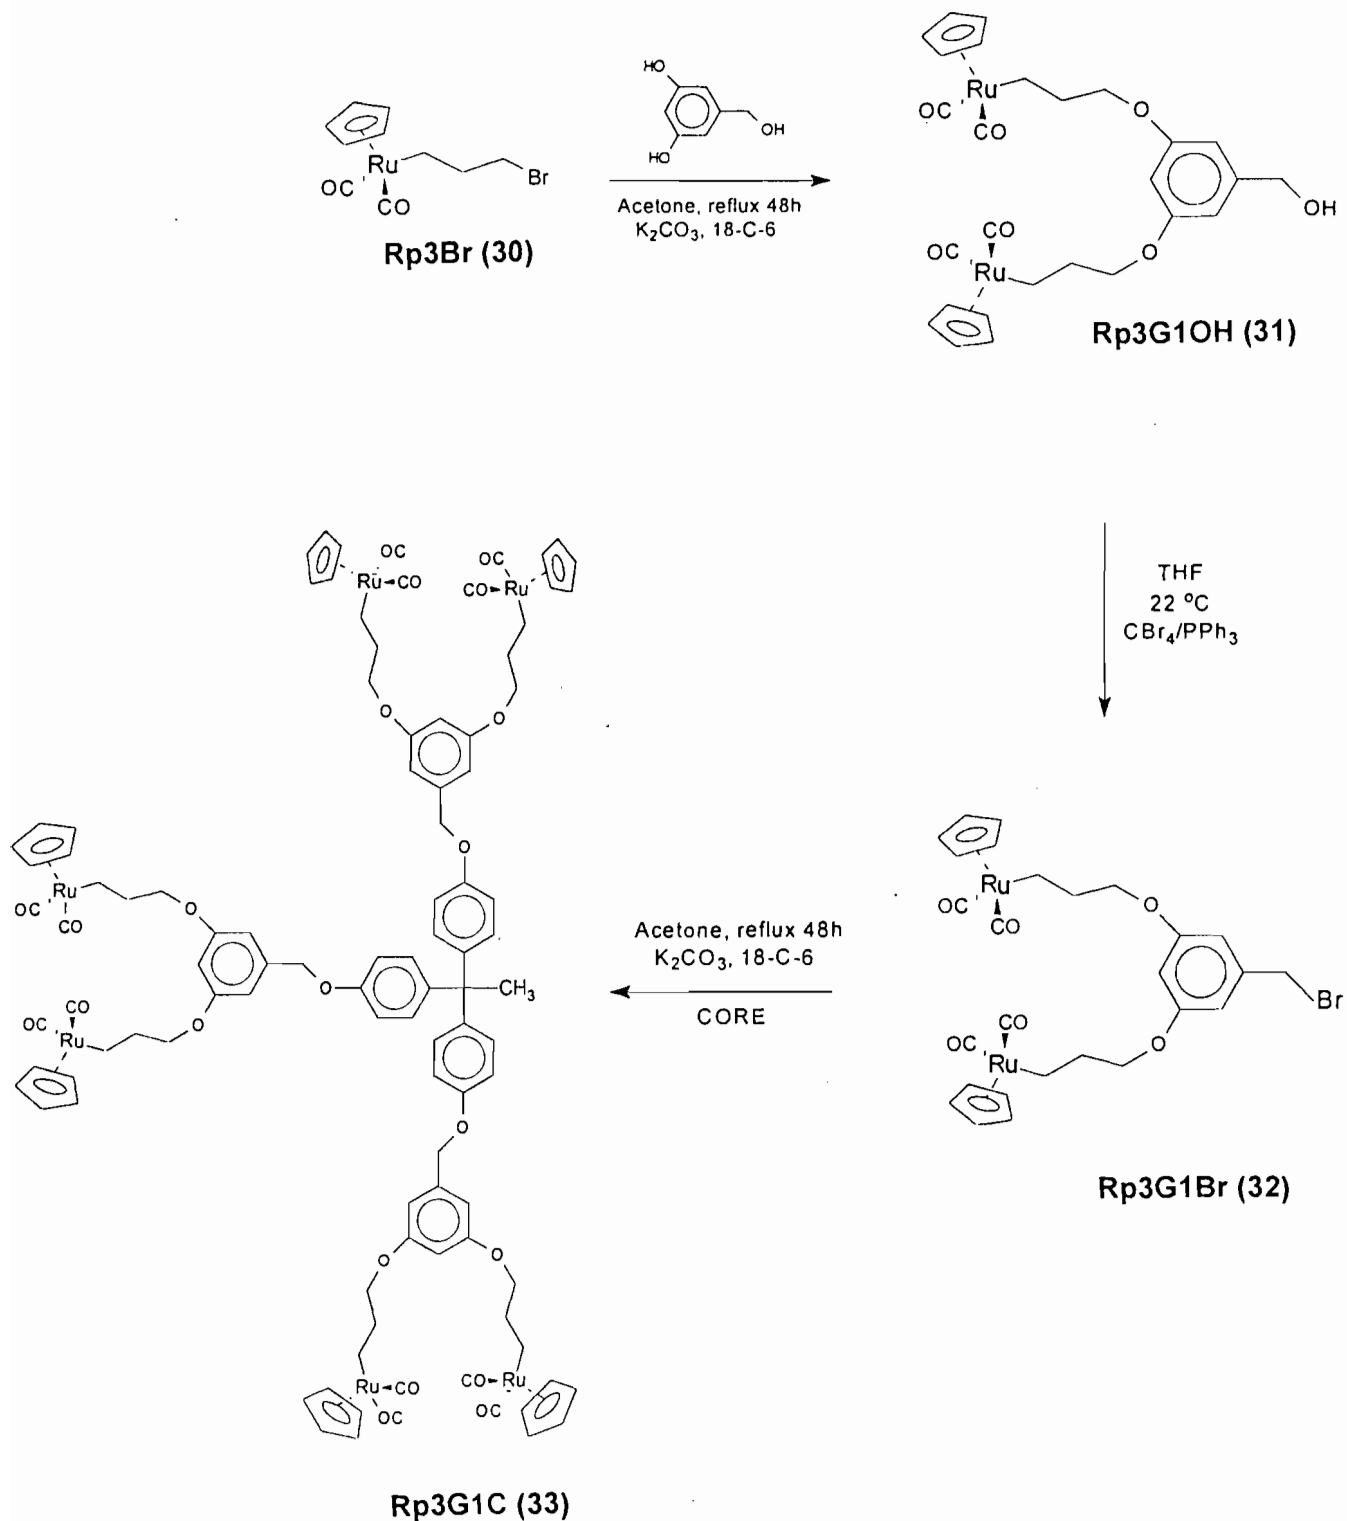 Ru
OC
CO
Br
Rp3Br (30)
HO
OH
HO
Acetone, reflux 48h
K₂CO₃, 18-C-6
Ru
OC
CO
O
OH
CO
OC
Ru
O
Rp3G1OH (31)
THF
22 °C
CBr₄/PPh₃
Ru
OC
CO
O
Br
CO
OC
Ru
O
Rp3G1Br (32)
Acetone, reflux 48h
K₂CO₃, 18-C-6
CORE
OC
Ru
CO
OC
CO
Ru
O
O
O
Ru
OC
CO
O
O
CH₃
CO
OC
Ru
O
O
O
O
Ru
CO
OC
CO
Ru
OC
Rp3G1C (33)